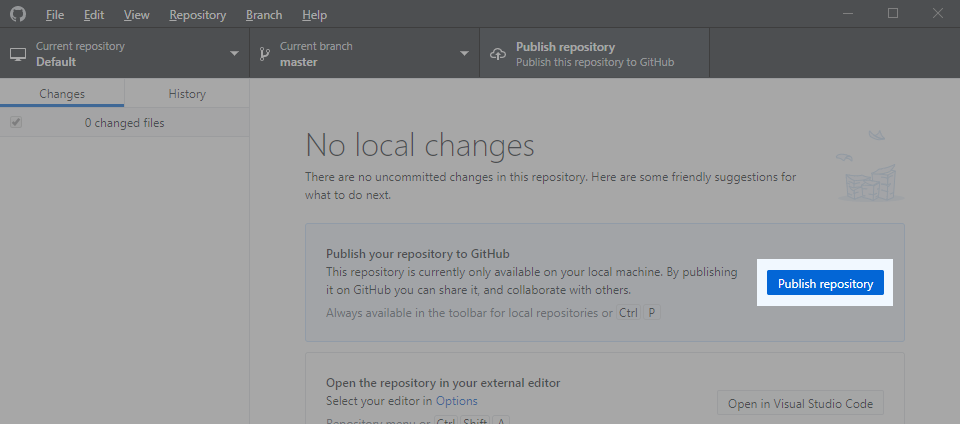 File Edit View Repository Branch Help
Current repository
Default
Current branch
master
Publish repository
Publish this repository to GitHub
Changes
History
0 changed files
No local changes
There are no uncommitted changes in this repository. Here are some friendly suggestions for
what to do next.
Publish your repository to GitHub
This repository is currently only available on your local machine. By publishing
it on GitHub you can share it, and collaborate with others.
Always available in the toolbar for local repositories or Ctrl P
Publish repository
Open the repository in your external editor
Select your editor in Options
Repository menu or Ctrl Shift A
Open in Visual Studio Code